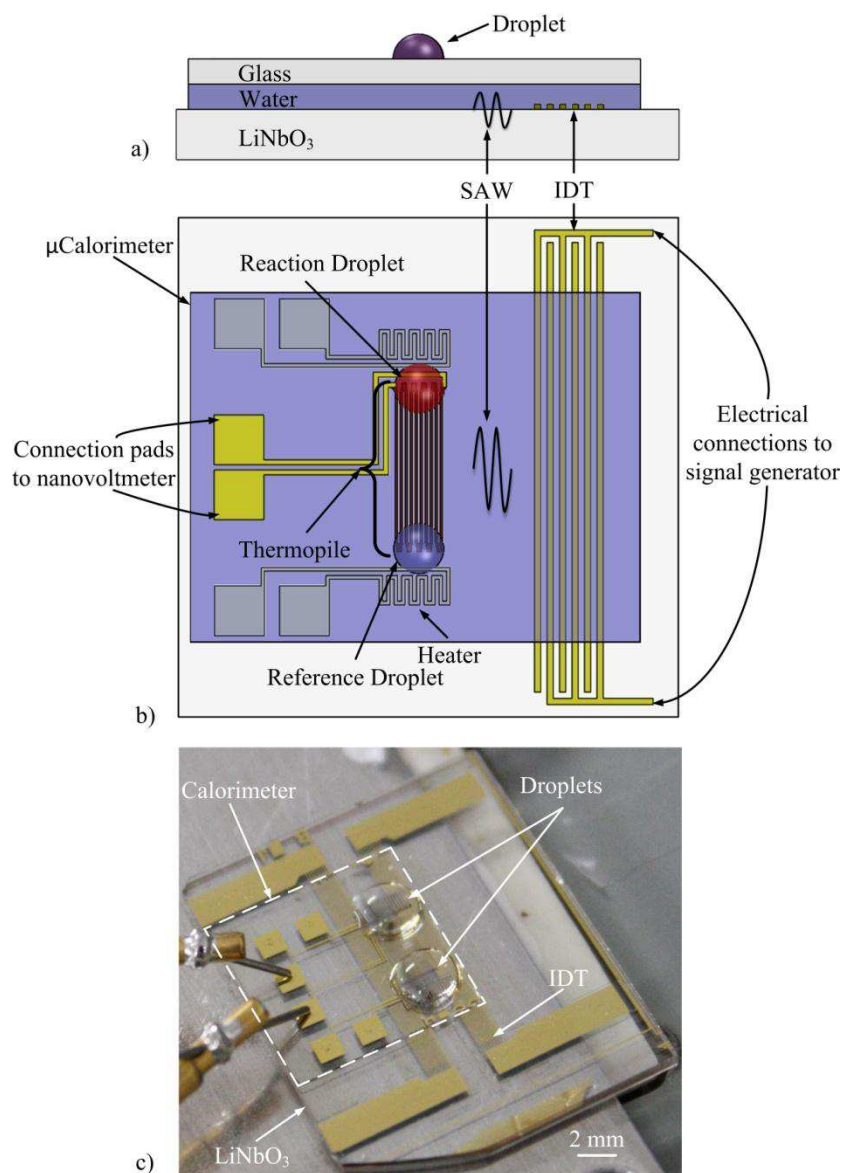 Droplet
Glass
Water
LiNbO₃
a)
SAW
IDT
μCalorimeter
Reaction Droplet
Connection pads
to nanovoltmeter
Electrical
connections to
signal generator
Thermopile
Heater
Reference Droplet
b)
Calorimeter
Droplets
IDT
LiNbO₃
2 mm
c)